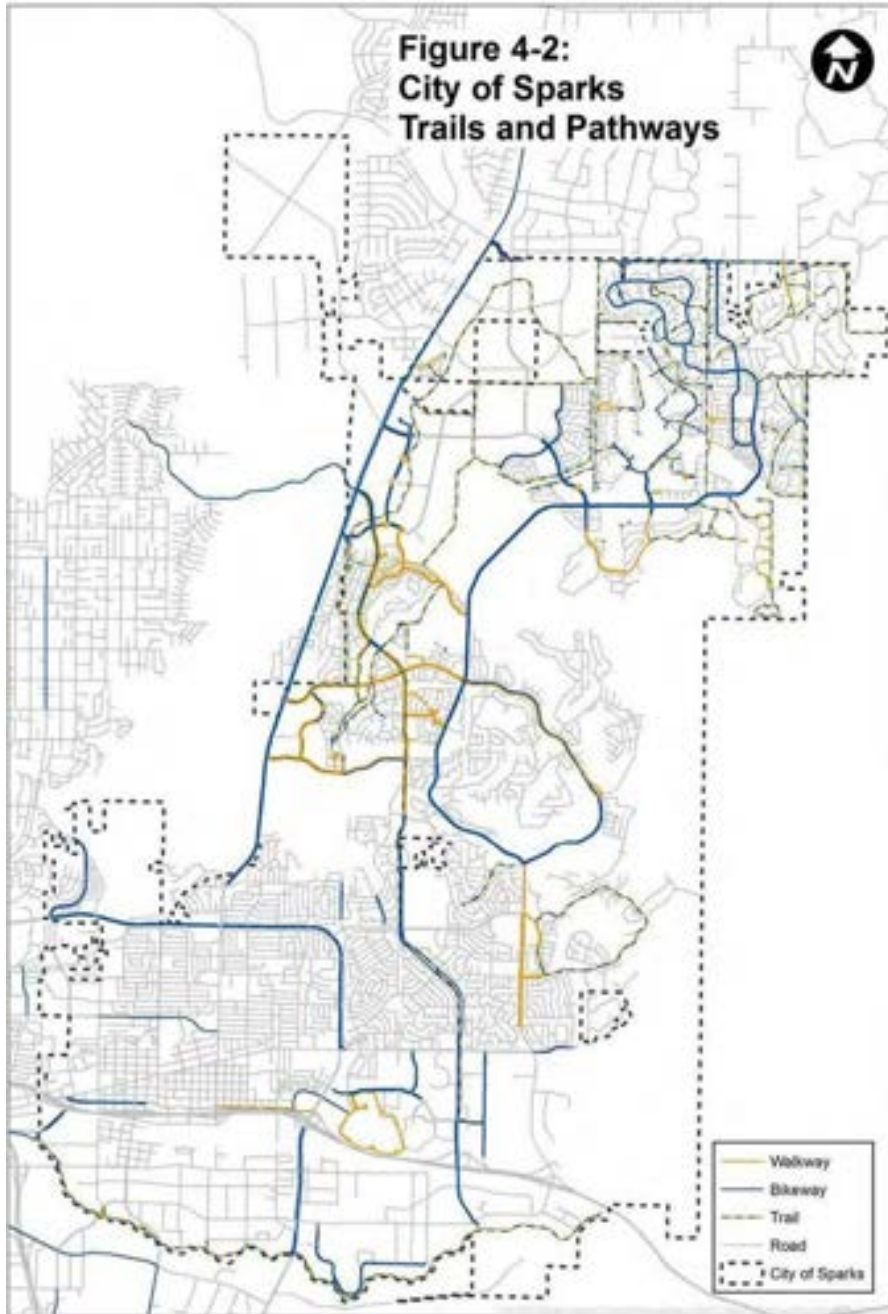 Figure 4-2:
City of Sparks
Trails and Pathways
N
Walkway
Bikeway
Trail
Road
City of Sparks